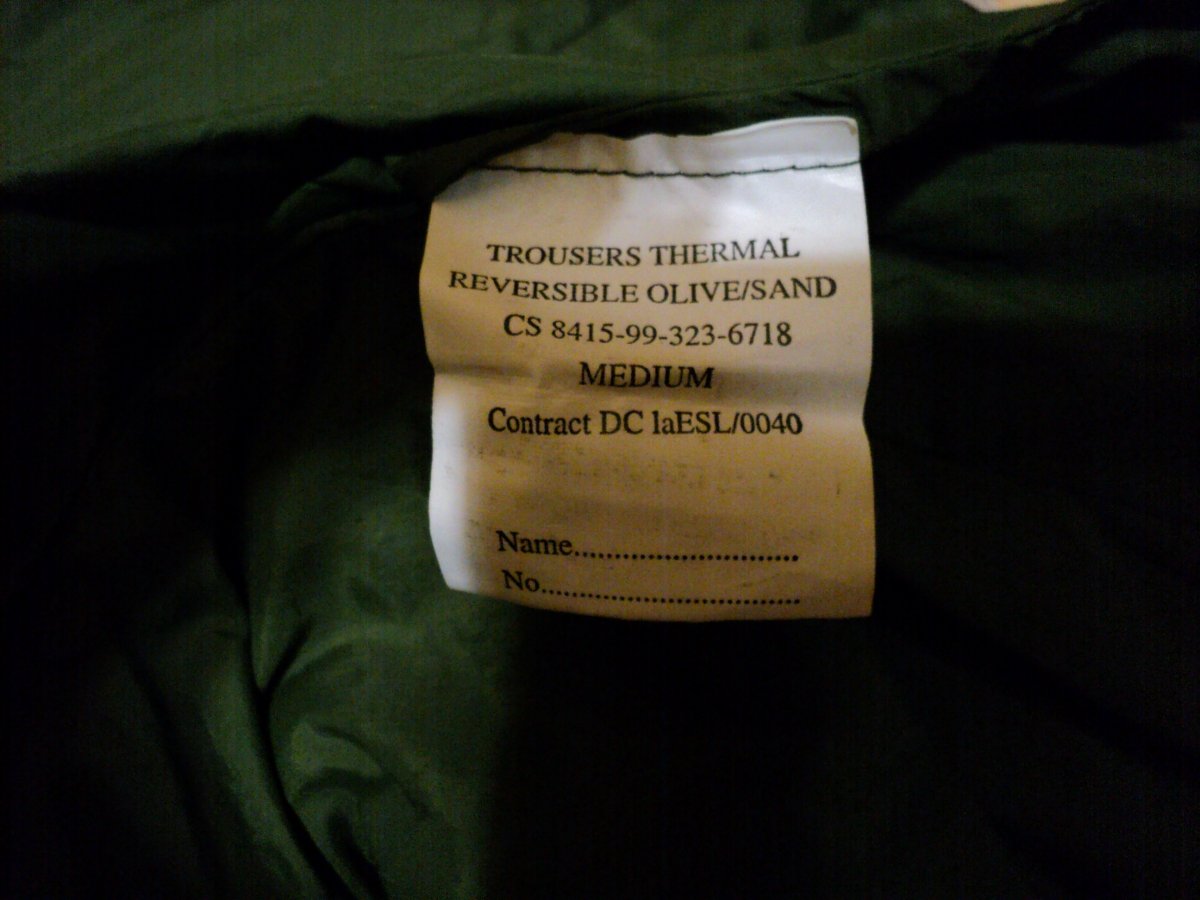 TROUSERS THERMAL
REVERSIBLE OLIVE/SAND
CS 8415-99-323-6718
MEDIUM
Contract DC laESL/0040
Name..............................
No..................................